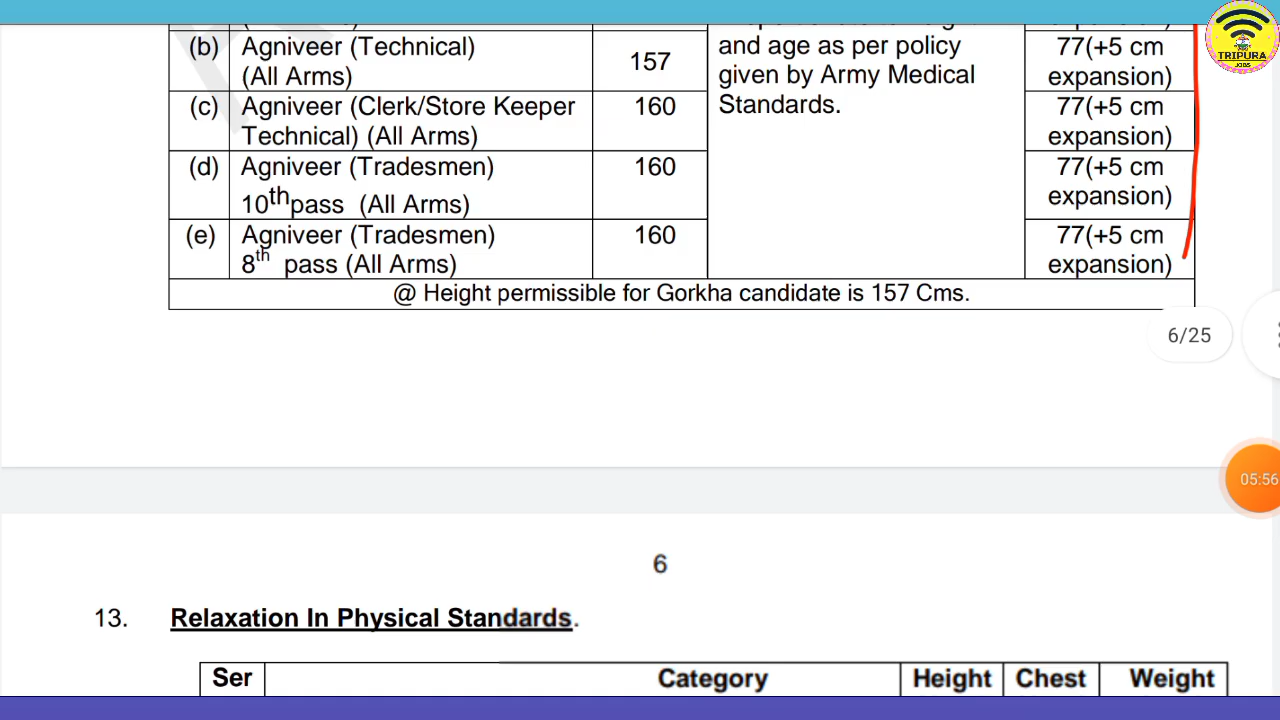 TRIPURA
JOBS
(b) Agniveer (Technical) 157 and age as per policy 77(+5 cm
(All Arms) given by Army Medical expansion)
(c) Agniveer (Clerk/Store Keeper 160 Standards. 77(+5 cm
Technical) (All Arms) expansion)
(d) Agniveer (Tradesmen) 160 77(+5 cm
10th pass (All Arms) expansion)
(e) Agniveer (Tradesmen) 160 77(+5 cm
8th pass (All Arms) expansion)
@ Height permissible for Gorkha candidate is 157 Cms.
6/25
05:56
6
13. Relaxation In Physical Standards.
Ser Category Height Chest Weight